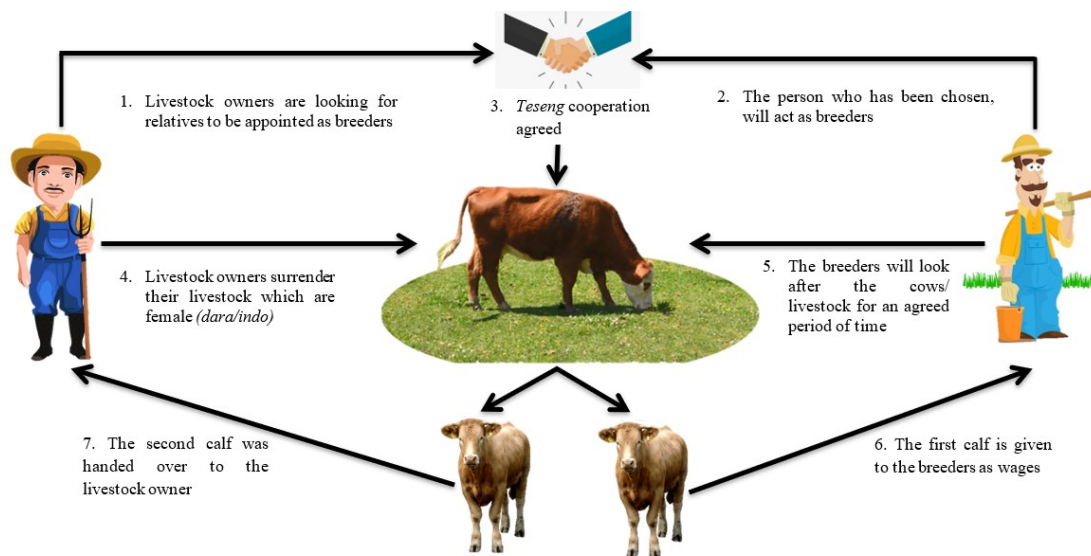 1. Livestock owners are looking for
relatives to be appointed as breeders
2. The person who has been chosen,
will act as breeders
3. Teseng cooperation
agreed
4. Livestock owners surrender
their livestock which are
female (dara/indo)
5. The breeders will look
after the cows/
livestock for an agreed
period of time
6. The first calf is given
to the breeders as wages
7. The second calf was
handed over to the
livestock owner